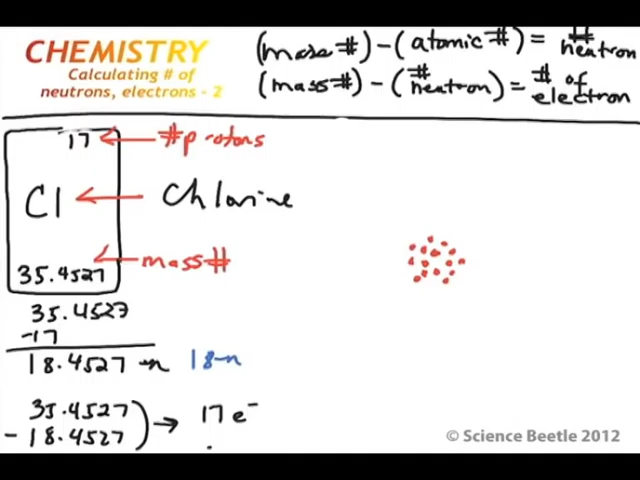 CHEMISTRY
Calculating # of
neutrons, electrons - 2
(mass #) - (atomic #) = # neutron
(mass #) - (# neutron) = # of electron
17 #protons
Cl Chlorine
35.4527 mass#
35.4527
-17
18.4527 n 18 n
35.4527
- 18.4527 → 17 e⁻
© Science Beetle 2012